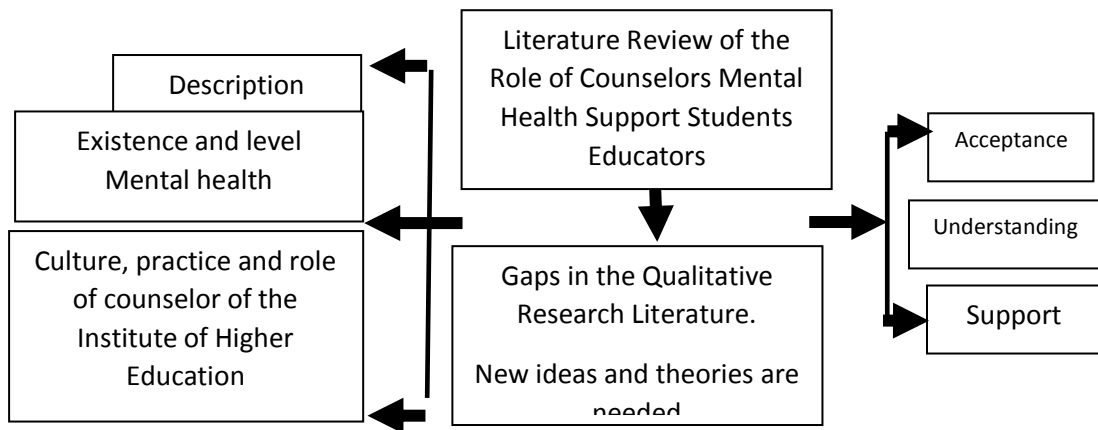 Description
Existence and level
Mental health
Culture, practice and role
of counselor of the
Institute of Higher
Education
Literature Review of the
Role of Counselors Mental
Health Support Students
Educators
Gaps in the Qualitative
Research Literature.
New ideas and theories are
needed
Acceptance
Understanding
Support